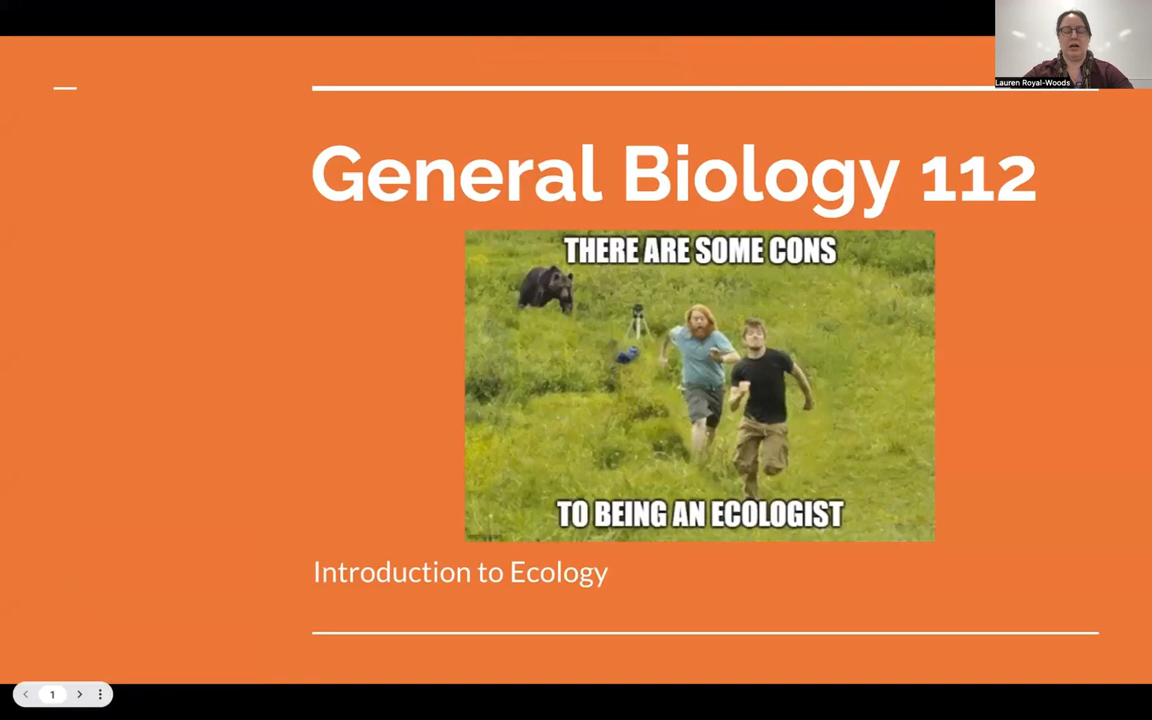 Lauren Royal-Woods
General Biology 112
THERE ARE SOME CONS
TO BEING AN ECOLOGIST
Introduction to Ecology
1